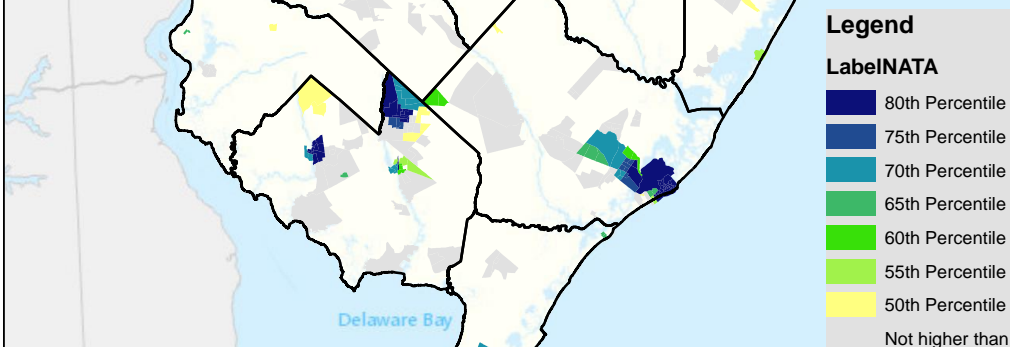 Legend
LabelNATA
80th Percentile
75th Percentile
70th Percentile
65th Percentile
60th Percentile
55th Percentile
50th Percentile
Not higher than
Delaware Bay